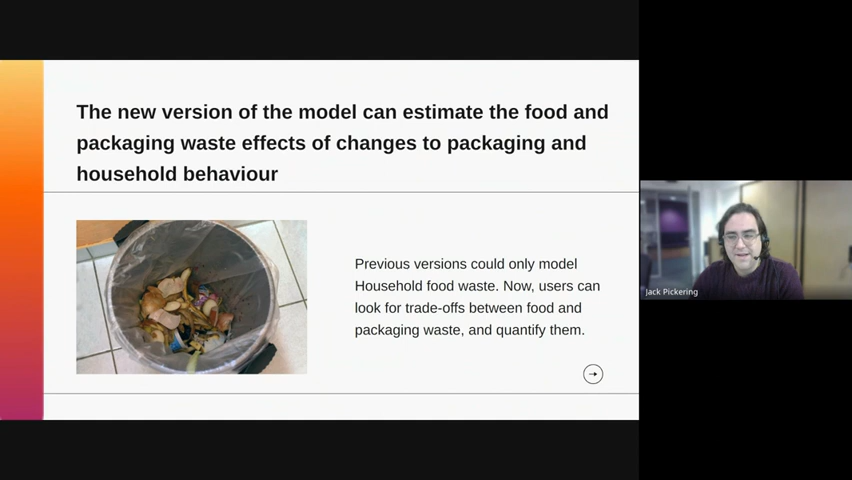 The new version of the model can estimate the food and
packaging waste effects of changes to packaging and
household behaviour
Previous versions could only model
Household food waste. Now, users can
look for trade-offs between food and
packaging waste, and quantify them.
Jack Pickering